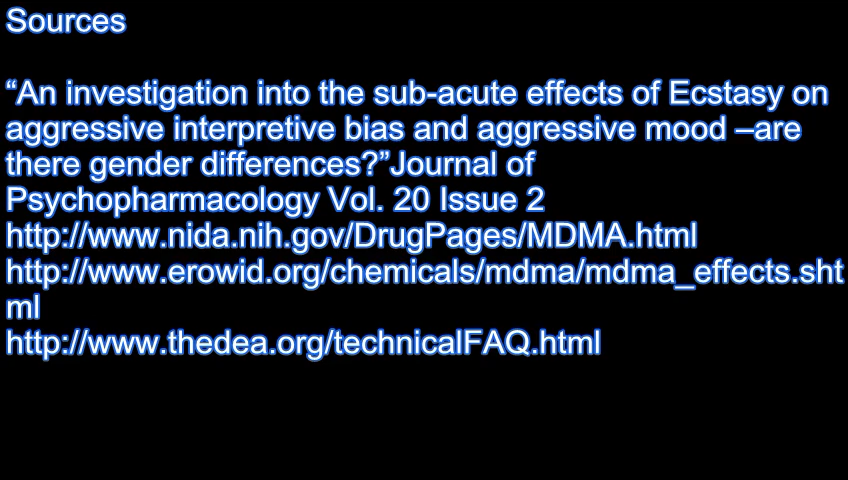 Sources
“An investigation into the sub-acute effects of Ecstasy on
aggressive interpretive bias and aggressive mood –are
there gender differences?”Journal of
Psychopharmacology Vol. 20 Issue 2
http://www.nida.nih.gov/DrugPages/MDMA.html
http://www.erowid.org/chemicals/mdma/mdma_effects.sht
ml
http://www.thedea.org/technicalFAQ.html